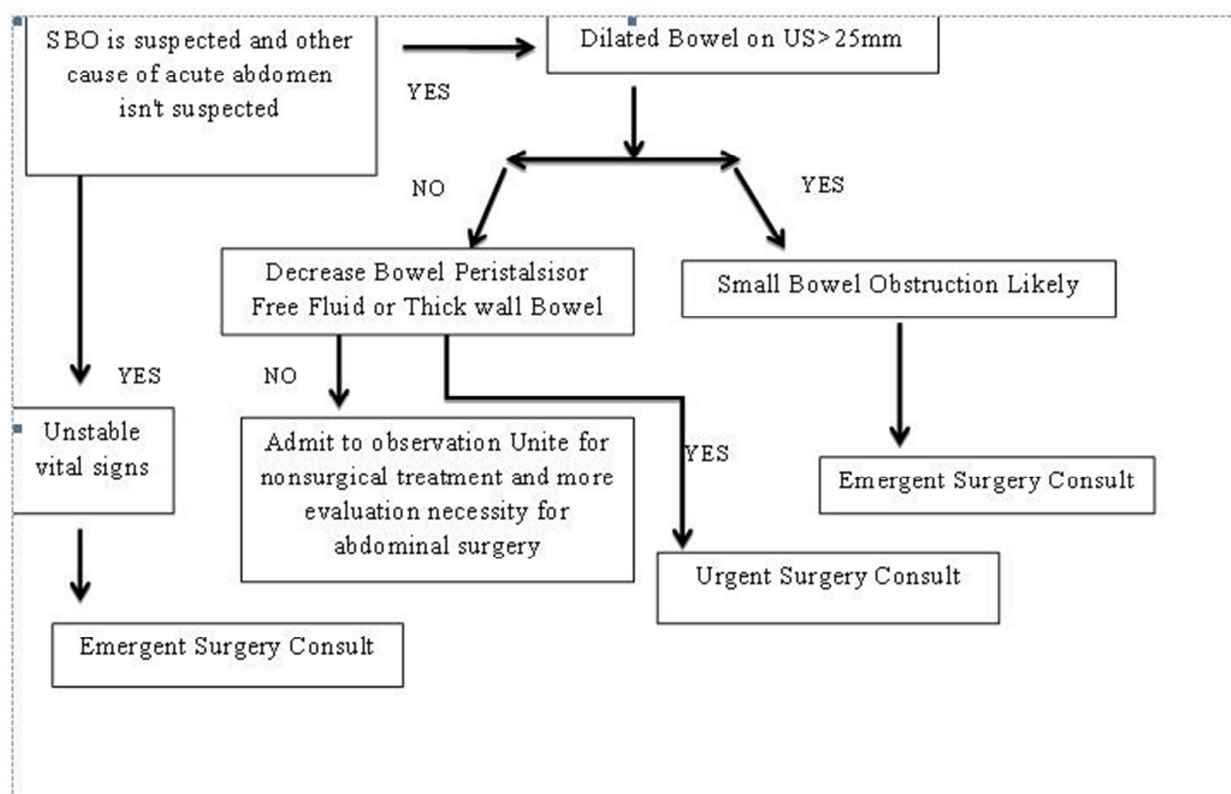 SBO is suspected and other
cause of acute abdomen
isn't suspected
YES
Dilated Bowel on US>25mm
NO
YES
Decrease Bowel Peristalsisor
Free Fluid or Thick wall Bowel
Small Bowel Obstruction Likely
YES
NO
Unstable
vital signs
Admit to observation Unite for
nonsurgical treatment and more
evaluation necessity for
abdominal surgery
YES
Emergent Surgery Consult
Urgent Surgery Consult
Emergent Surgery Consult